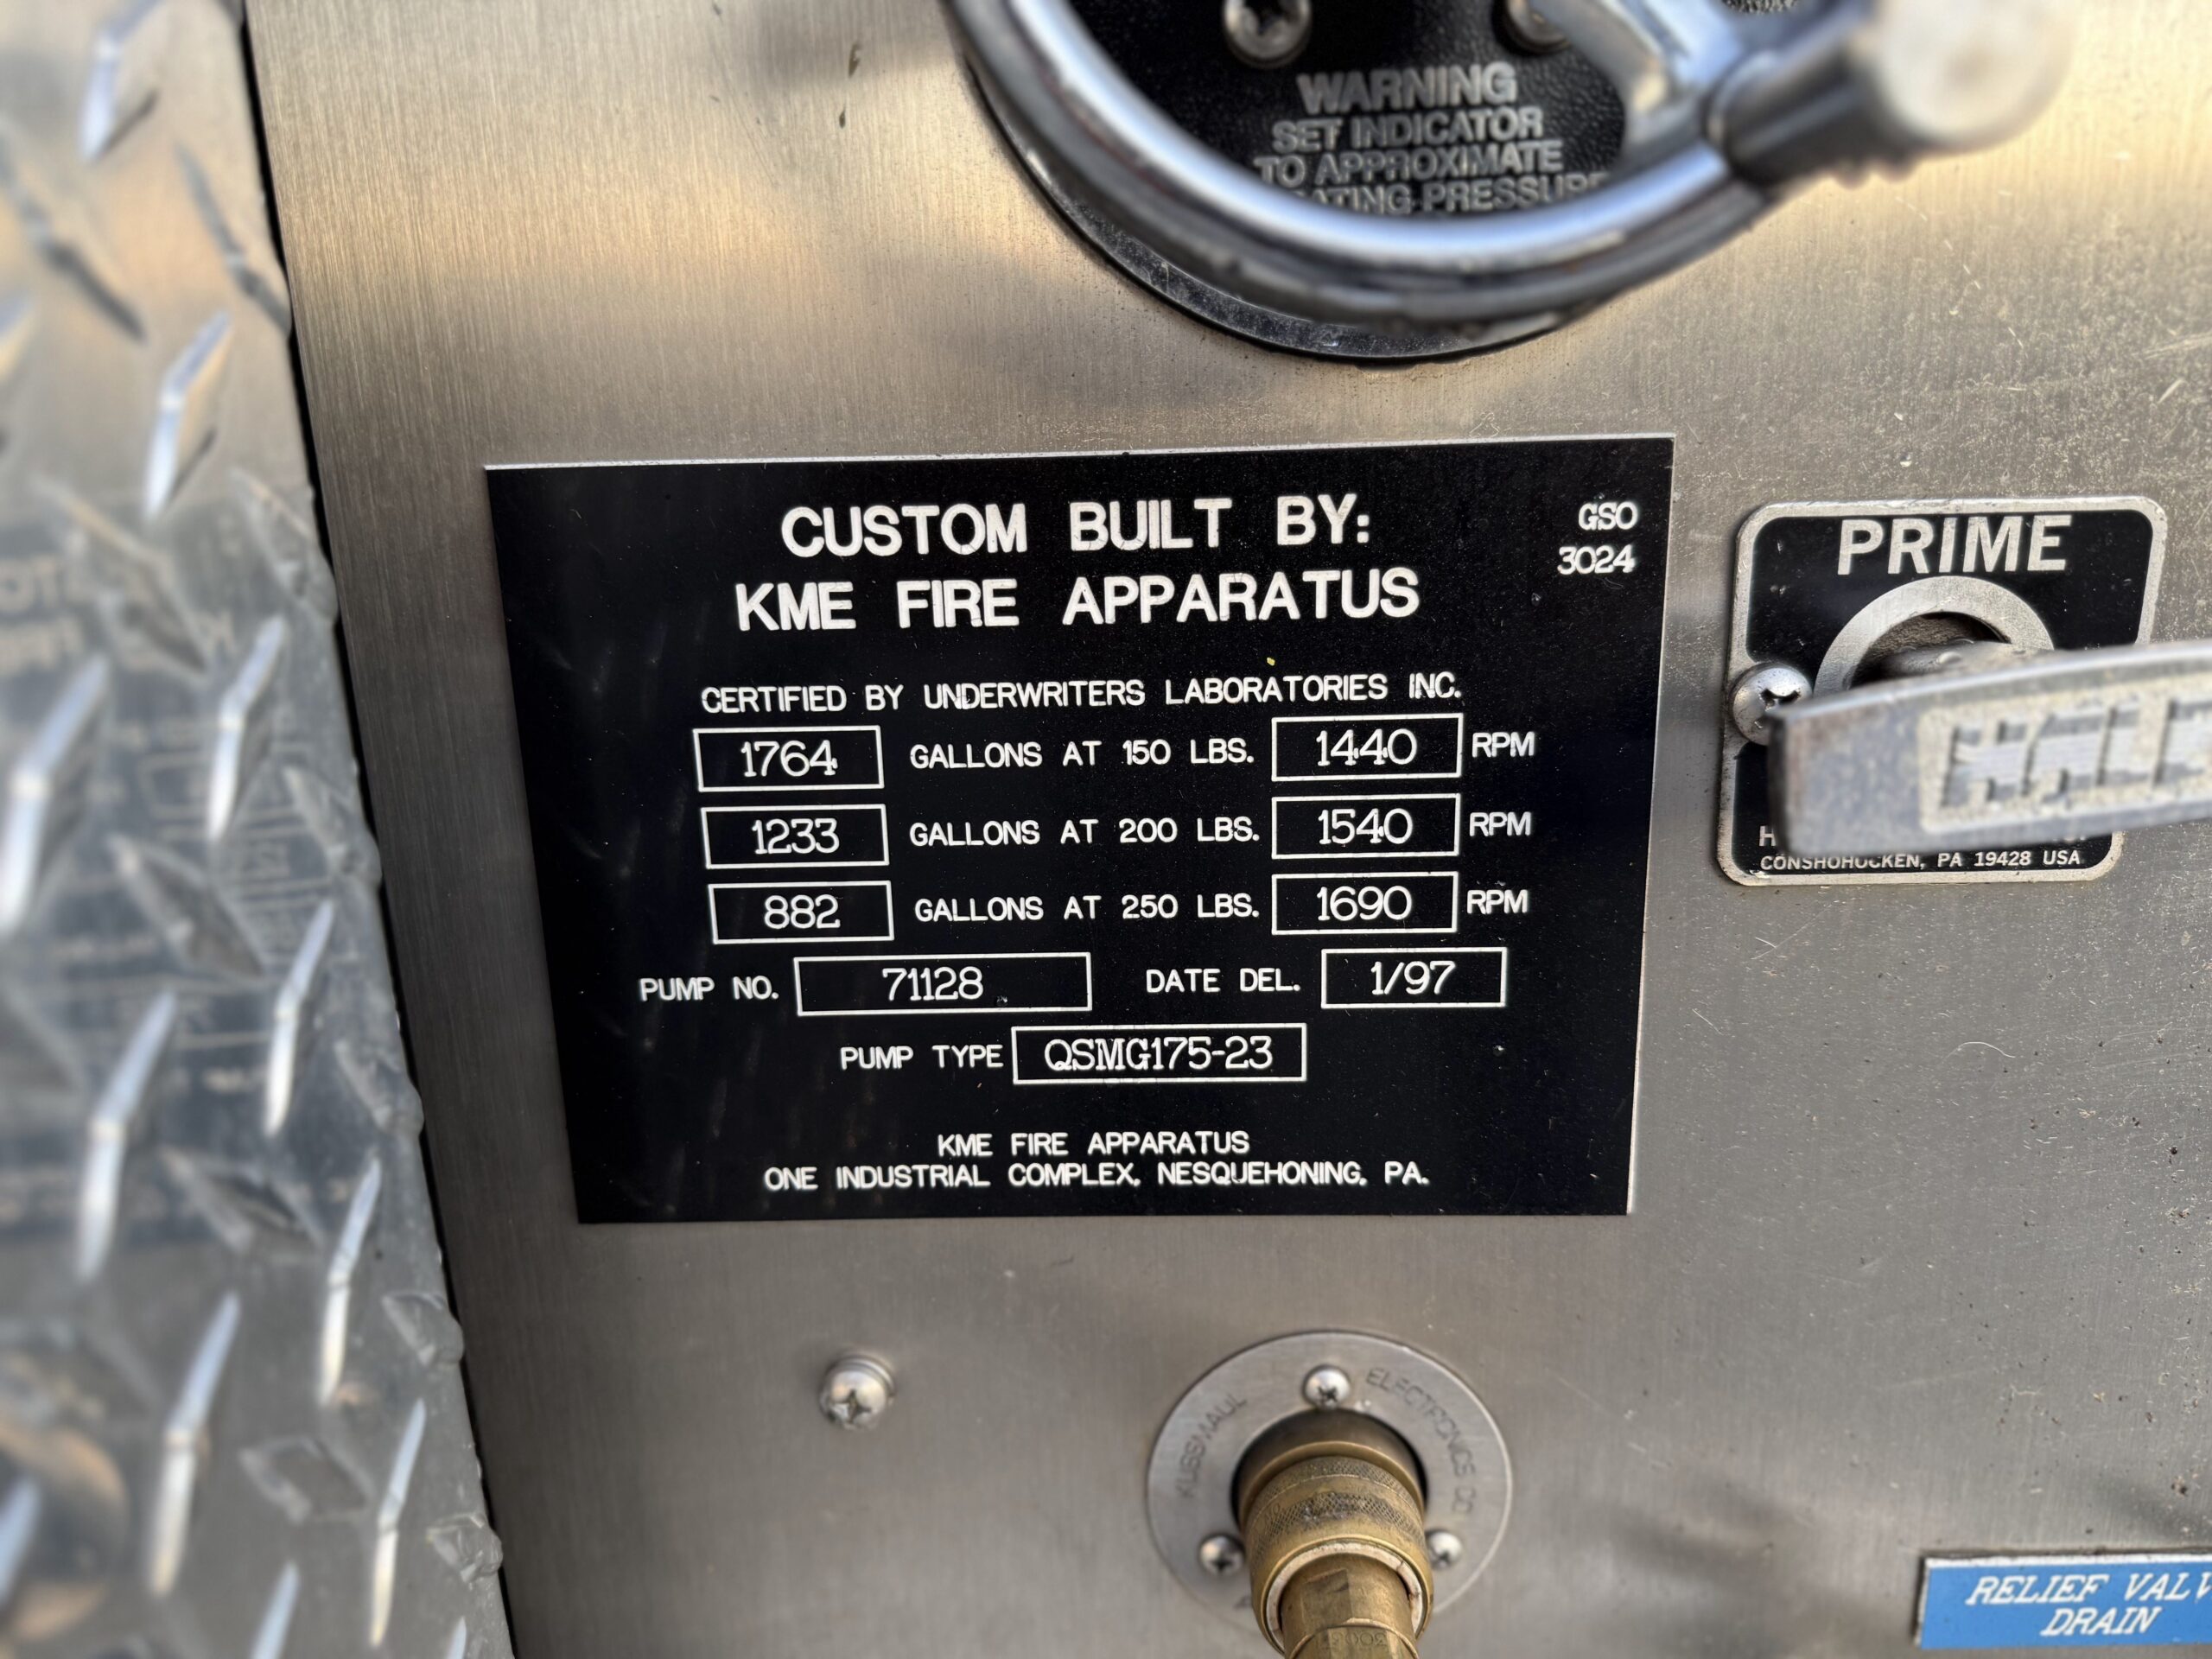 WARNING
SET INDICATOR
TO APPROXIMATE
PRESSURE
CUSTOM BUILT BY:
KME FIRE APPARATUS
GSO
3024
CERTIFIED BY UNDERWRITERS LABORATORIES INC.
1764 GALLONS AT 150 LBS. 1440 RPM
1233 GALLONS AT 200 LBS. 1540 RPM
882 GALLONS AT 250 LBS. 1690 RPM
PUMP NO. 71128 DATE DEL. 1/97
PUMP TYPE QSMG175-23
KME FIRE APPARATUS
ONE INDUSTRIAL COMPLEX, NESQUEHONING, PA.
PRIME
CONSHOHOCKEN, PA 19428 USA
KUSSMAUL ELECTRONICS CO
RELIEF VALV
DRAIN